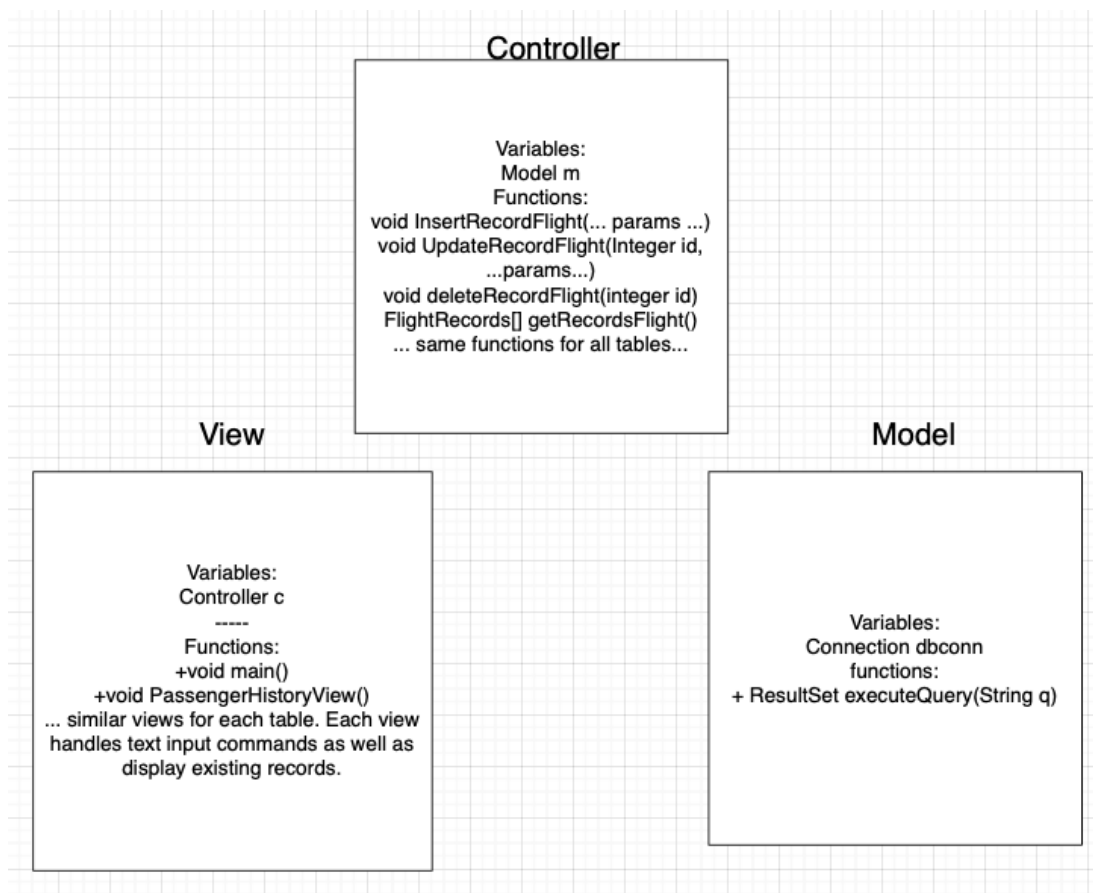 Controller
Variables:
Model m
Functions:
void InsertRecordFlight(... params ...)
void UpdateRecordFlight(Integer id,
...params...)
void deleteRecordFlight(integer id)
FlightRecords[] getRecordsFlight()
... same functions for all tables...
View
Variables:
Controller c
-----
Functions:
+void main()
+void PassengerHistoryView()
... similar views for each table. Each view
handles text input commands as well as
display existing records.
Model
Variables:
Connection dbconn
functions:
+ ResultSet executeQuery(String q)